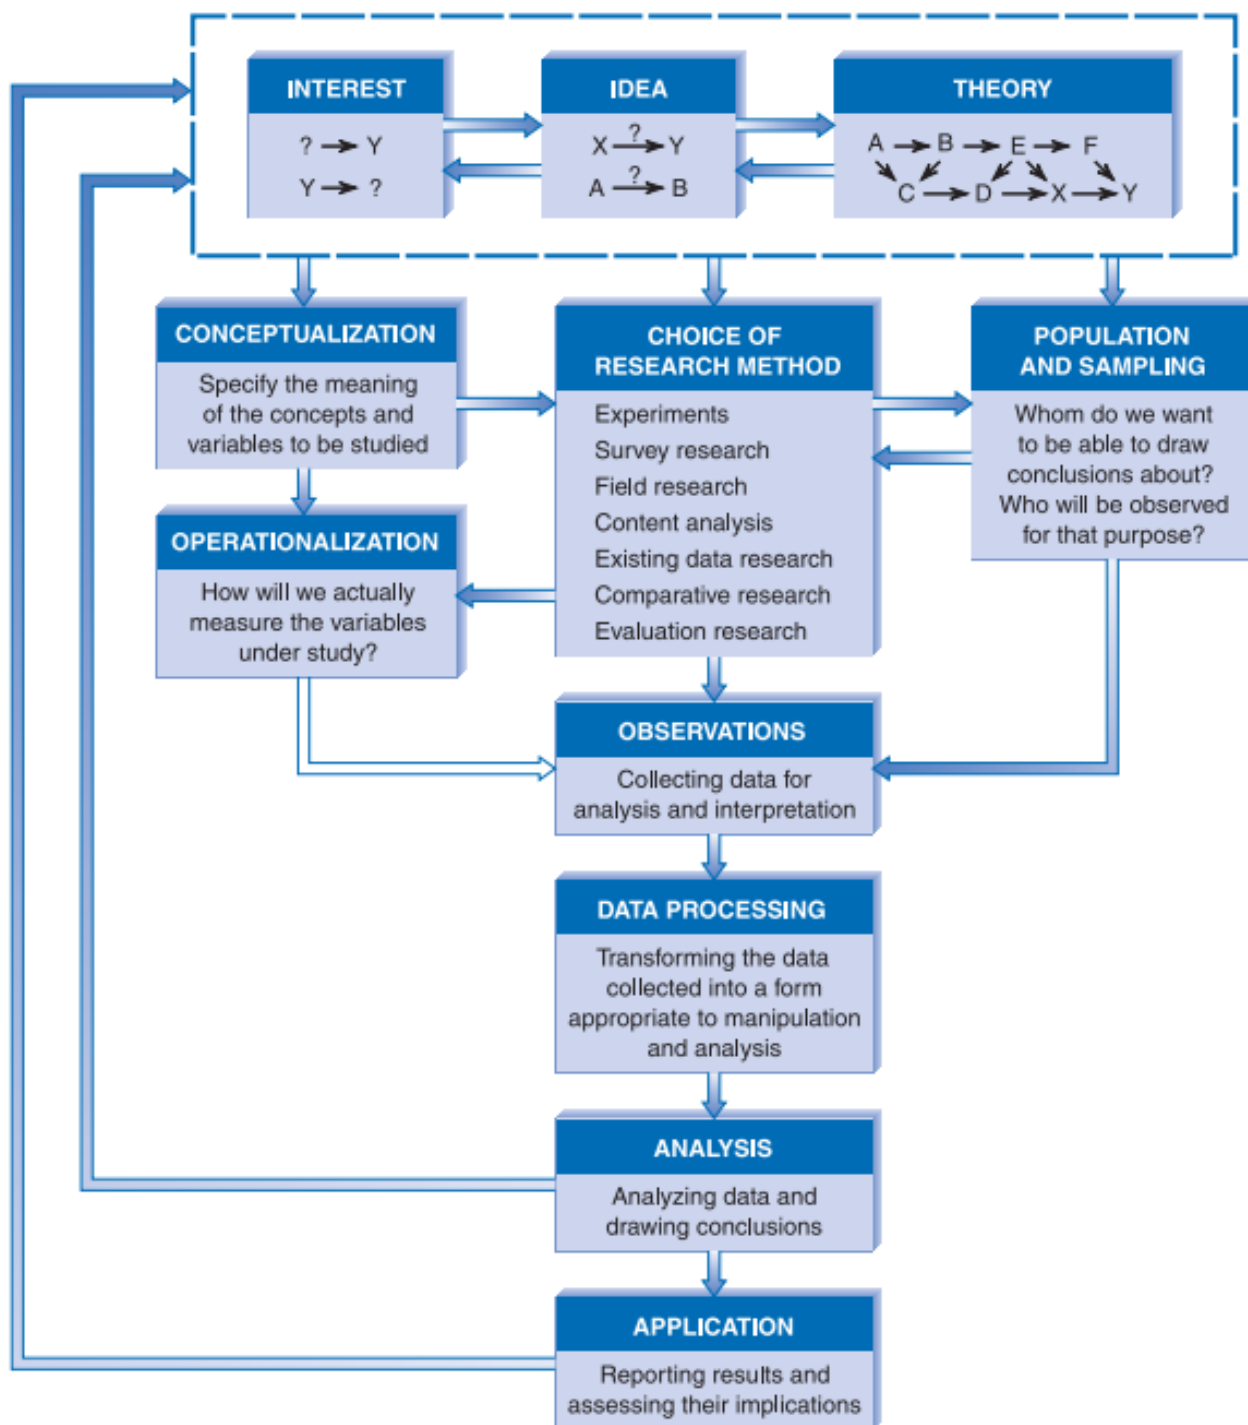 INTEREST
? → Y
Y → ?
IDEA
?
X → Y
?
A → B
THEORY
A → B → E → F
C → D → X → Y
CONCEPTUALIZATION
Specify the meaning
of the concepts and
variables to be studied
OPERATIONALIZATION
How will we actually
measure the variables
under study?
CHOICE OF
RESEARCH METHOD
Experiments
Survey research
Field research
Content analysis
Existing data research
Comparative research
Evaluation research
POPULATION
AND SAMPLING
Whom do we want
to be able to draw
conclusions about?
Who will be observed
for that purpose?
OBSERVATIONS
Collecting data for
analysis and interpretation
DATA PROCESSING
Transforming the data
collected into a form
appropriate to manipulation
and analysis
ANALYSIS
Analyzing data and
drawing conclusions
APPLICATION
Reporting results and
assessing their implications